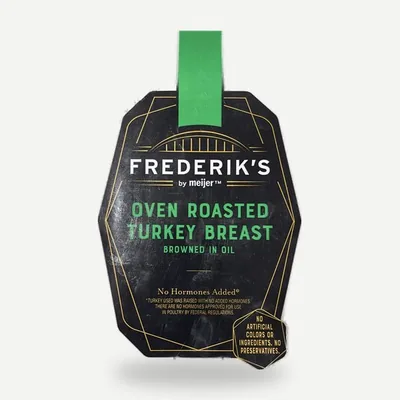 FREDERIK'S
by meijer™
OVEN ROASTED
TURKEY BREAST
BROWNED IN OIL
No Hormones Added*
*TURKEY USED WAS RAISED WITH NO ADDED HORMONES.
THERE ARE NO HORMONES APPROVED FOR USE
IN POULTRY BY FEDERAL REGULATIONS.
NO
ARTIFICIAL
COLORS OR
INGREDIENTS. NO
PRESERVATIVES.